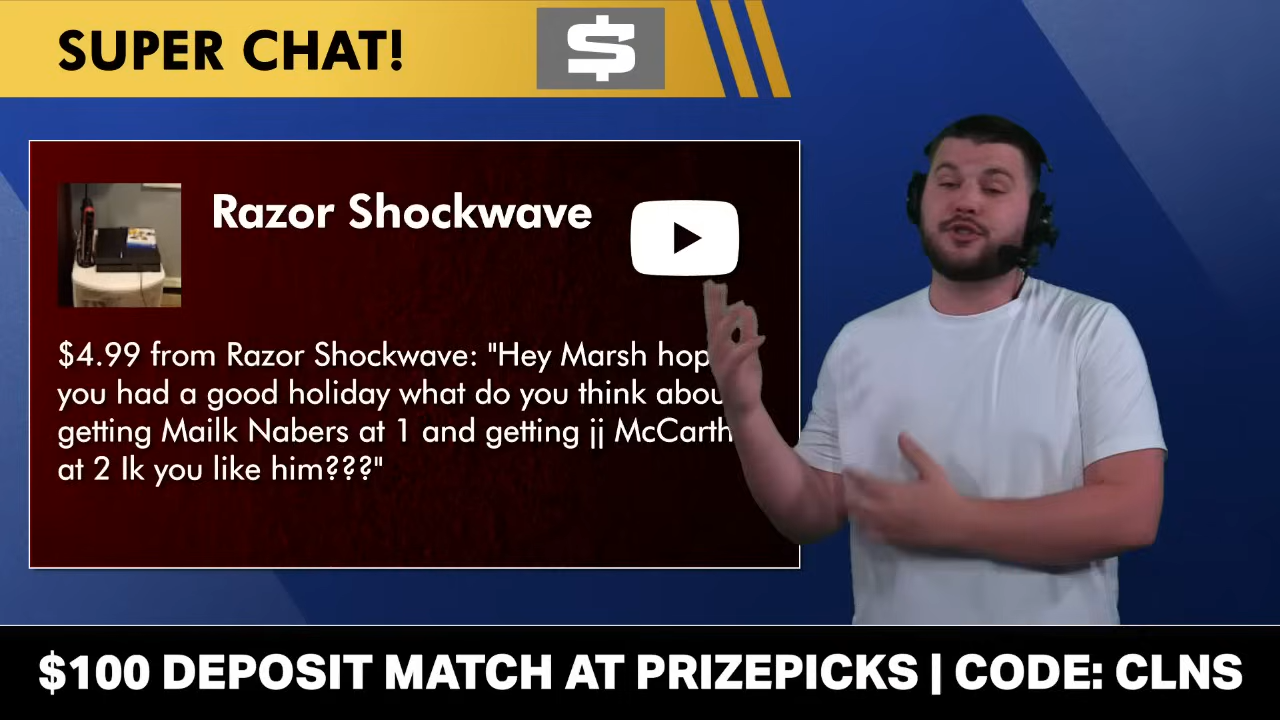 SUPER CHAT!
$
Razor Shockwave
$4.99 from Razor Shockwave: "Hey Marsh hop
you had a good holiday what do you think abou
getting Mailk Nabers at 1 and getting jj McCarth
at 2 Ik you like him???"
$100 DEPOSIT MATCH AT PRIZEPICKS | CODE: CLNS